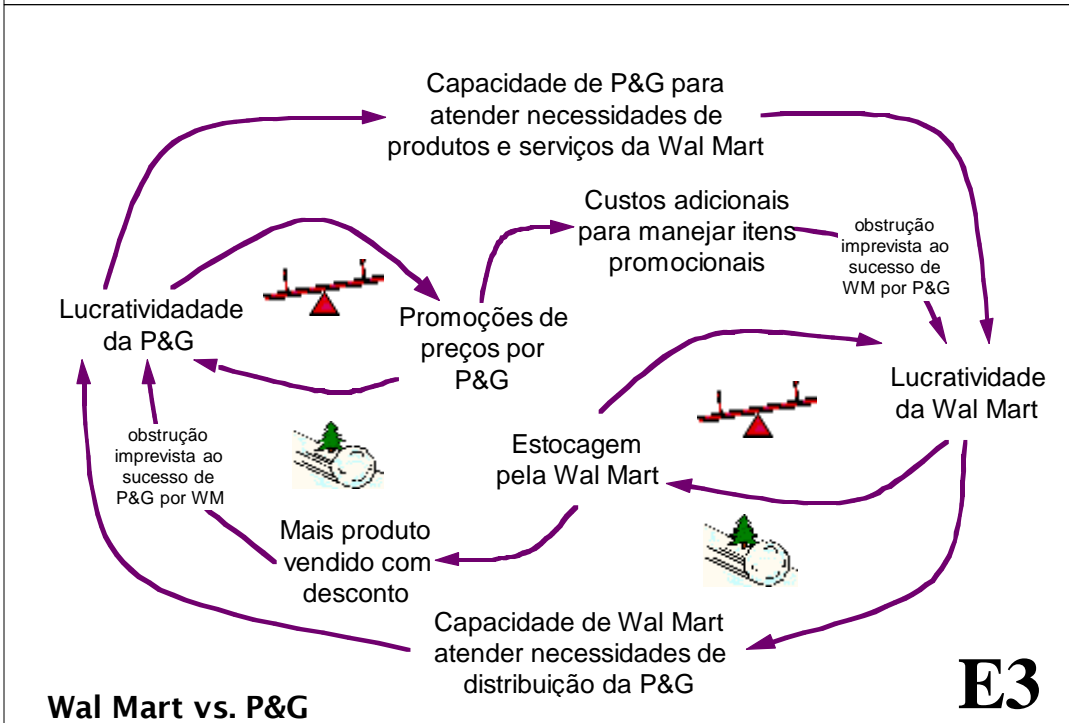 Capacidade de P&G para
atender necessidades de
produtos e serviços da Wal Mart
Custos adicionais
para manejar itens
promocionais
obstrução
imprevista ao
sucesso de
WM por P&G
Lucratividadade
da P&G
Promoções de
preços por
P&G
Lucratividade
da Wal Mart
obstrução
imprevista ao
sucesso de
P&G por WM
Estocagem
pela Wal Mart
Mais produto
vendido com
desconto
Capacidade de Wal Mart
atender necessidades de
distribuição da P&G
Wal Mart vs. P&G
E3